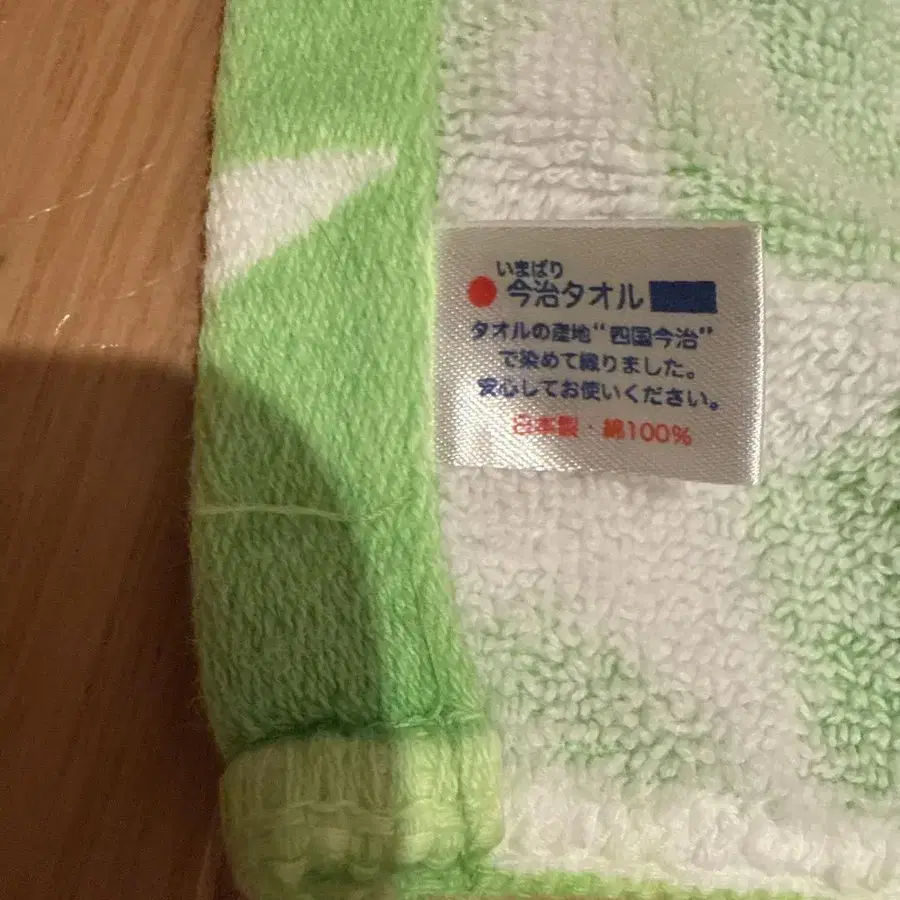 いまばり
今治タオル
タオルの産地“四国今治”
で染めて織りました。
安心してお使いください。
日本製・綿100%